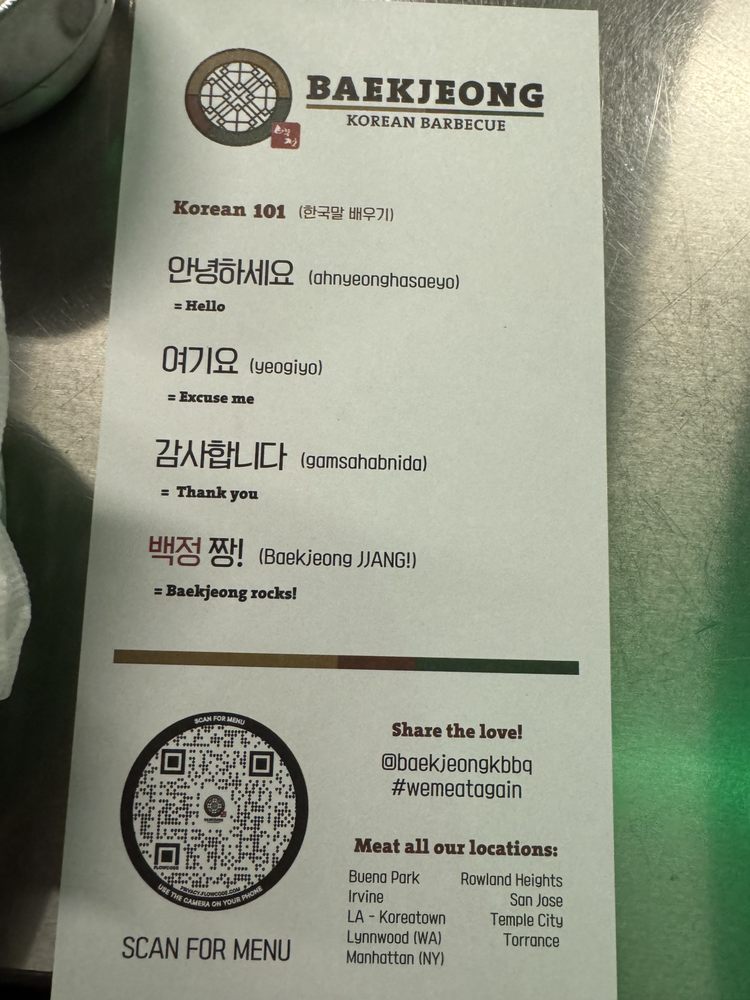 BAEKJEONG
KOREAN BARBECUE
Korean 101 (한국말 배우기)
안녕하세요 (ahnyeonghasaeyo)
= Hello
여기요 (yeogiyo)
= Excuse me
감사합니다 (gamsahabnida)
= Thank you
백정 짱! (Baekjeong JJANG!)
= Baekjeong rocks!
SCAN FOR MENU
FLOWCODE
PRIVACY.FLOWCODE.COM
USE THE CAMERA ON YOUR PHONE
SCAN FOR MENU
Share the love!
@baekjeongkbbq
#wemeatagain
Meat all our locations:
Buena Park
Irvine
LA - Koreatown
Lynnwood (WA)
Manhattan (NY)
Rowland Heights
San Jose
Temple City
Torrance